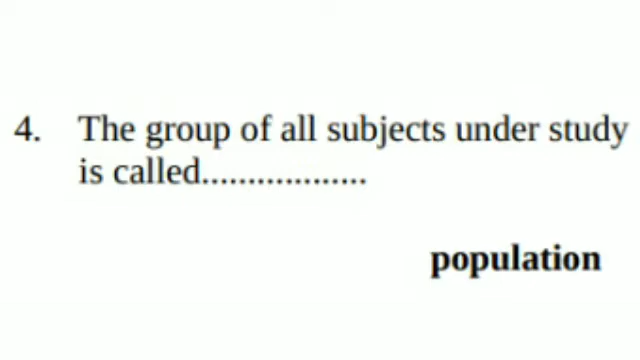 4. The group of all subjects under study
is called..................
population